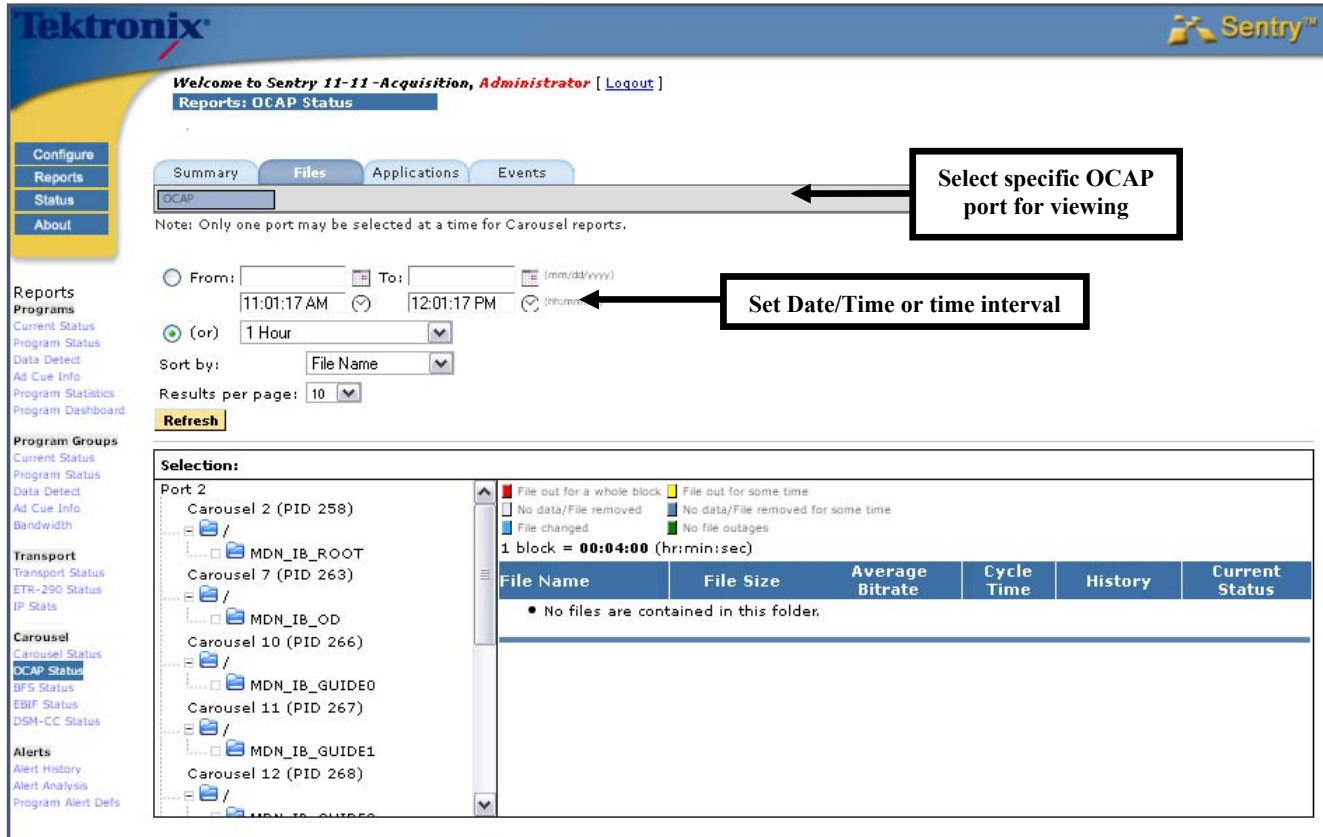 Tektronix
Sentry™
Welcome to Sentry 11-11 -Acquisition, Administrator [ Logout ]
Reports: OCAP Status
Configure
Reports
Status
About
Summary
Files
Applications
Events
OCAP
Select specific OCAP
port for viewing
Note: Only one port may be selected at a time for Carousel reports.
From:
To:
(mm/dd/yyyy)
11:01:17 AM
12:01:17 PM
Set Date/Time or time interval
(or)
1 Hour
Sort by:
File Name
Results per page:
10
Refresh
Reports
Programs
Current Status
Program Status
Data Detect
Ad Cue Info
Program Statistics
Program Dashboard
Program Groups
Current Status
Program Status
Data Detect
Ad Cue Info
Bandwidth
Transport
Transport Status
ETR-290 Status
IP Stats
Carousel
Carousel Status
OCAP Status
BFS Status
EBIF Status
DSM-CC Status
Alerts
Alert History
Alert Analysis
Program Alert Defs
Selection:
Port 2
Carousel 2 (PID 258)
/
MDN_IB_ROOT
Carousel 7 (PID 263)
/
MDN_IB_OD
Carousel 10 (PID 266)
/
MDN_IB_GUIDE0
Carousel 11 (PID 267)
/
MDN_IB_GUIDE1
Carousel 12 (PID 268)
/
File out for a whole block
File out for some time
No data/File removed
No data/File removed for some time
File changed
No file outages
1 block = 00:04:00 (hr:min:sec)
File Name
File Size
Average
Bitrate
Cycle
Time
History
Current
Status
• No files are contained in this folder.